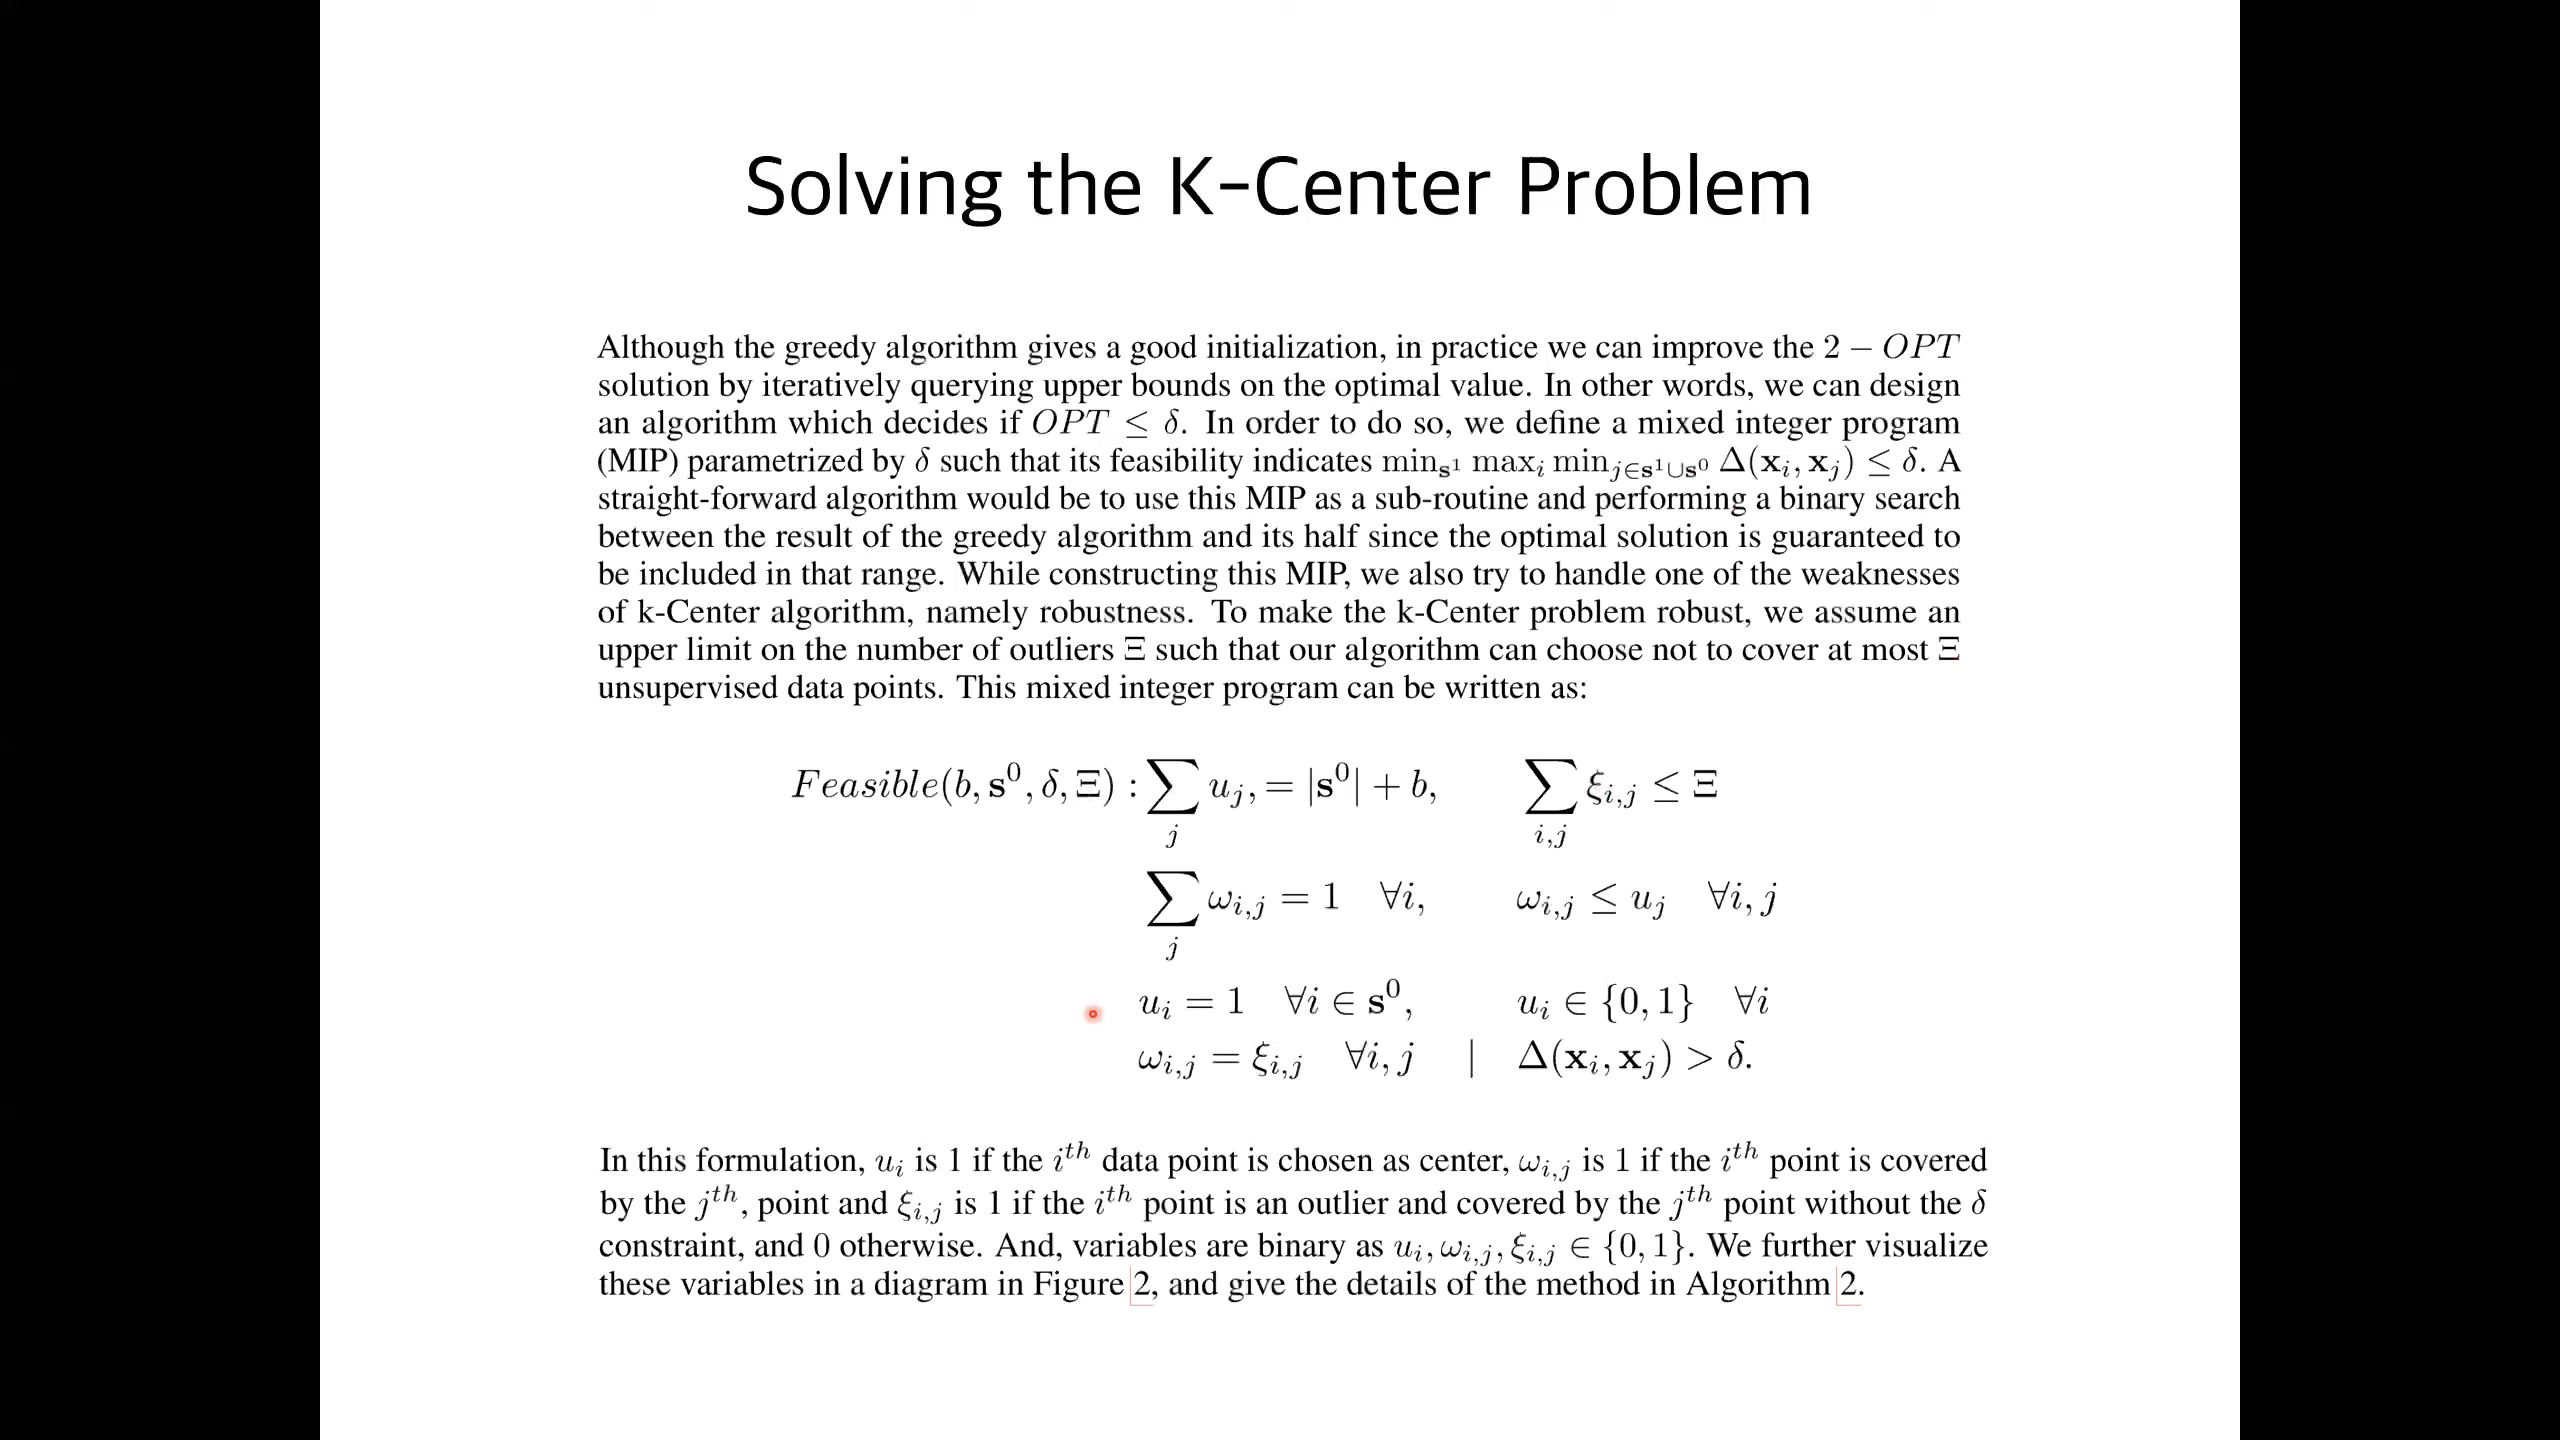 Solving the K-Center Problem
Although the greedy algorithm gives a good initialization, in practice we can improve the 2 − OPT
solution by iteratively querying upper bounds on the optimal value. In other words, we can design
an algorithm which decides if OPT ≤ δ. In order to do so, we define a mixed integer program
(MIP) parametrized by δ such that its feasibility indicates min_{s^1} max_i min_{j∈s^1∪s^0} Δ(x_i, x_j) ≤ δ. A
straight-forward algorithm would be to use this MIP as a sub-routine and performing a binary search
between the result of the greedy algorithm and its half since the optimal solution is guaranteed to
be included in that range. While constructing this MIP, we also try to handle one of the weaknesses
of k-Center algorithm, namely robustness. To make the k-Center problem robust, we assume an
upper limit on the number of outliers Ξ such that our algorithm can choose not to cover at most Ξ
unsupervised data points. This mixed integer program can be written as:
Feasible(b, s^0, δ, Ξ) : ∑_j u_j, = |s^0| + b, ∑_{i,j} ξ_{i,j} ≤ Ξ
∑_j ω_{i,j} = 1 ∀i, ω_{i,j} ≤ u_j ∀i, j
u_i = 1 ∀i ∈ s^0, u_i ∈ {0, 1} ∀i
ω_{i,j} = ξ_{i,j} ∀i, j | Δ(x_i, x_j) > δ.
In this formulation, u_i is 1 if the i^{th} data point is chosen as center, ω_{i,j} is 1 if the i^{th} point is covered
by the j^{th}, point and ξ_{i,j} is 1 if the i^{th} point is an outlier and covered by the j^{th} point without the δ
constraint, and 0 otherwise. And, variables are binary as u_i, ω_{i,j}, ξ_{i,j} ∈ {0, 1}. We further visualize
these variables in a diagram in Figure 2, and give the details of the method in Algorithm 2.